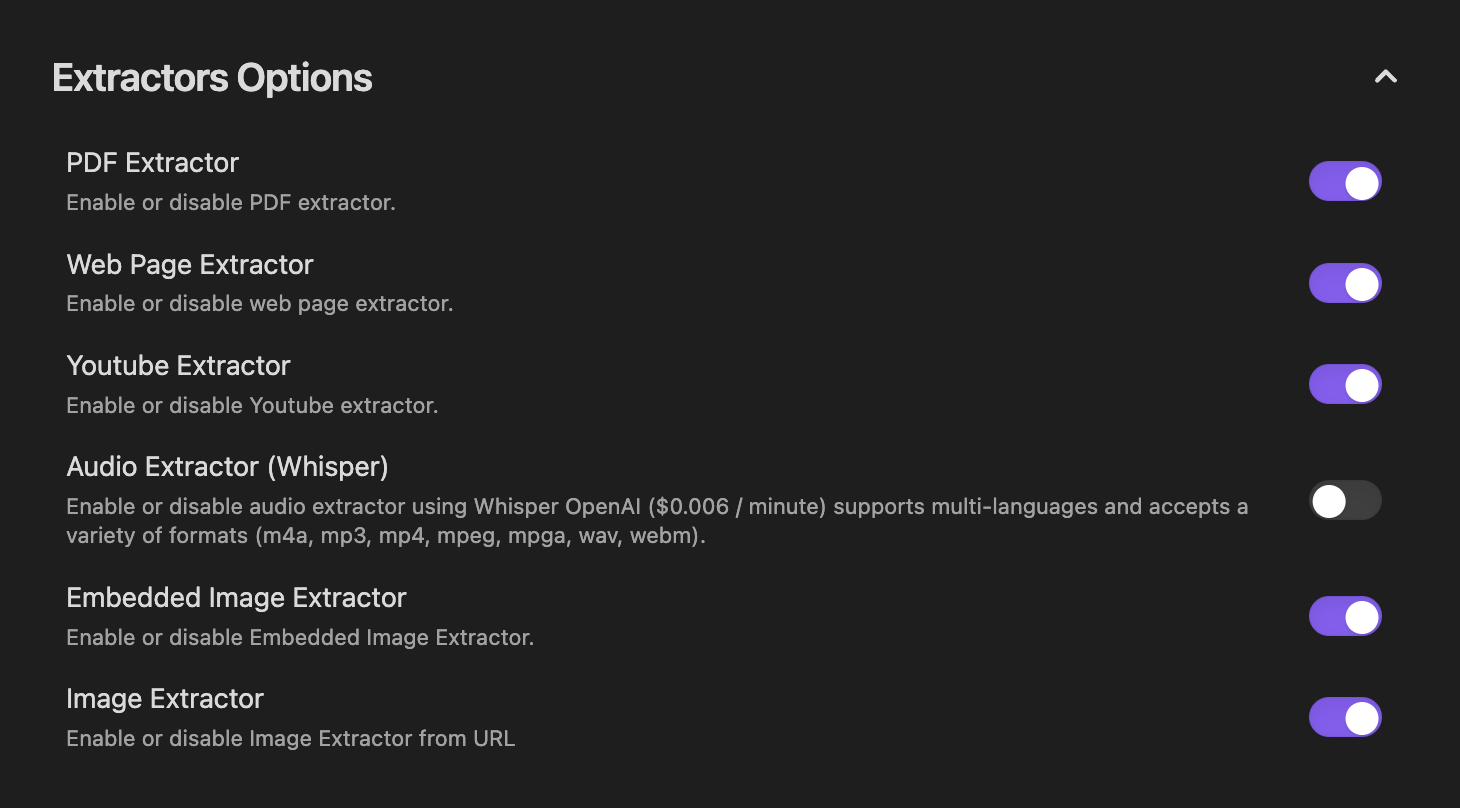 Extractors Options
PDF Extractor
Enable or disable PDF extractor.
Web Page Extractor
Enable or disable web page extractor.
Youtube Extractor
Enable or disable Youtube extractor.
Audio Extractor (Whisper)
Enable or disable audio extractor using Whisper OpenAI ($0.006 / minute) supports multi-languages and accepts a
variety of formats (m4a, mp3, mp4, mpeg, mpga, wav, webm).
Embedded Image Extractor
Enable or disable Embedded Image Extractor.
Image Extractor
Enable or disable Image Extractor from URL